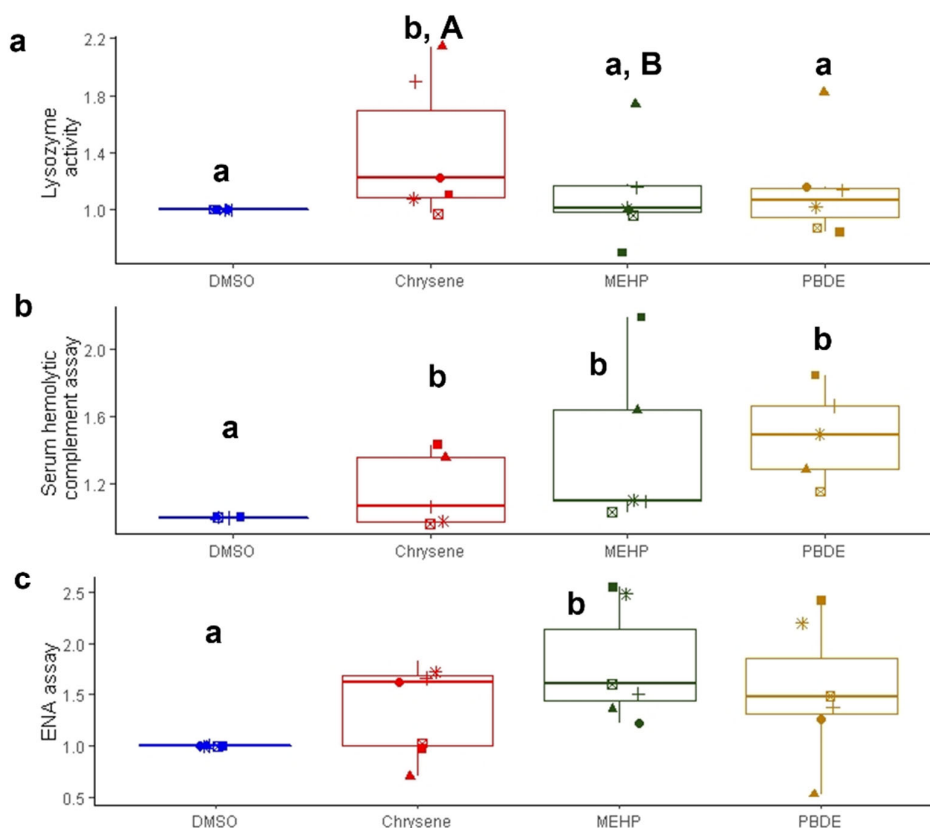 a
b, A
a, B
a
a
2.2
1.8
1.4
1.0
Lysozyme
activity
DMSO Chrysene MEHP PBDE
b
b
b
b
a
2.0
1.6
1.2
Serum hemolytic
complement assay
DMSO Chrysene MEHP PBDE
c
b
a
2.5
2.0
1.5
1.0
0.5
ENA assay
DMSO Chrysene MEHP PBDE